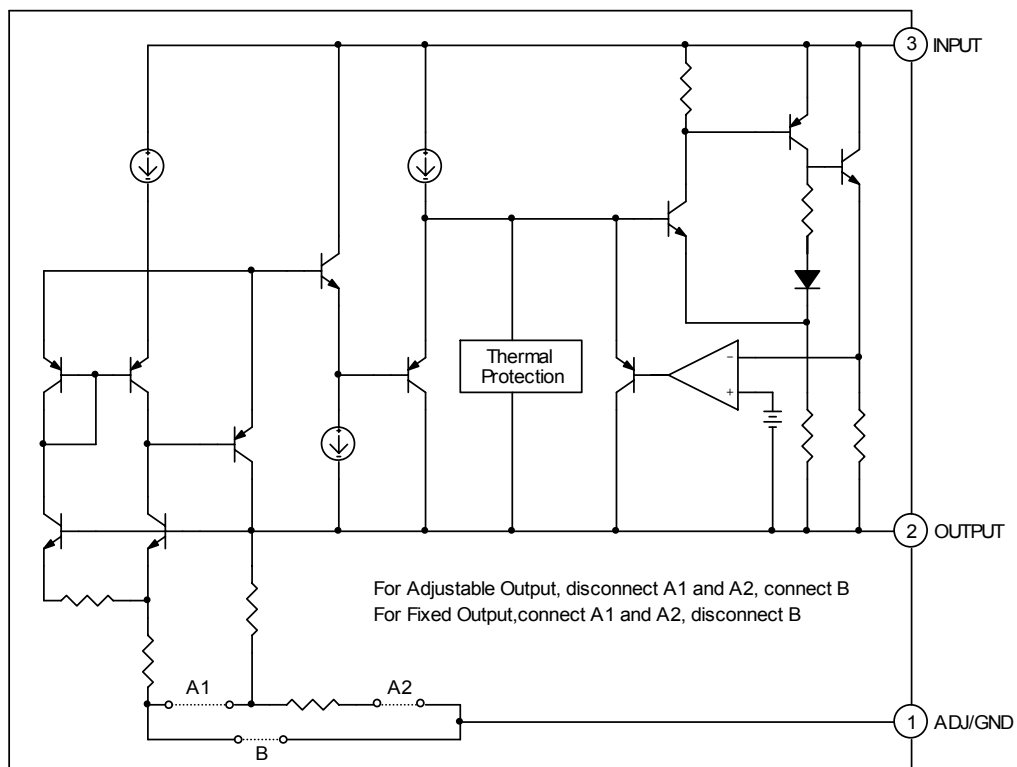 3 INPUT
Thermal
Protection
−
+
2 OUTPUT
For Adjustable Output, disconnect A1 and A2, connect B
For Fixed Output,connect A1 and A2, disconnect B
A1
A2
B
1 ADJ/GND